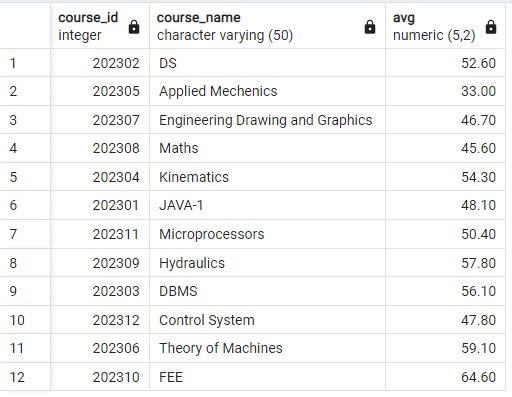 course_id course_name avg
integer character varying (50) numeric (5,2)
1 202302 DS 52.60
2 202305 Applied Mechenics 33.00
3 202307 Engineering Drawing and Graphics 46.70
4 202308 Maths 45.60
5 202304 Kinematics 54.30
6 202301 JAVA-1 48.10
7 202311 Microprocessors 50.40
8 202309 Hydraulics 57.80
9 202303 DBMS 56.10
10 202312 Control System 47.80
11 202306 Theory of Machines 59.10
12 202310 FEE 64.60